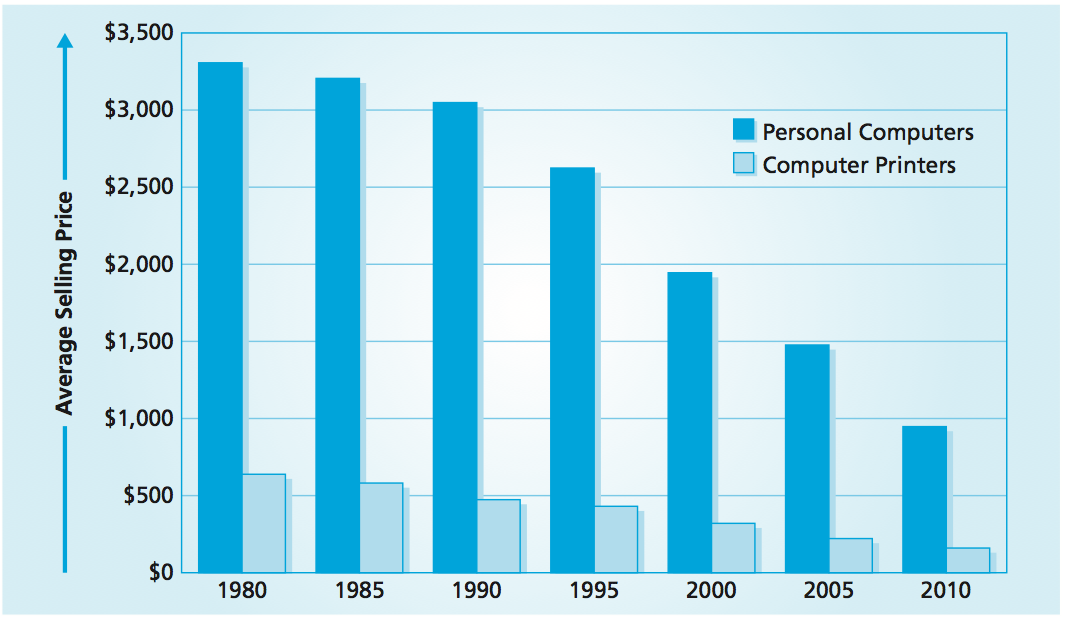 $3,500
$3,000
$2,500
$2,000
$1,500
$1,000
$500
$0
Average Selling Price
Personal Computers
Computer Printers
1980 1985 1990 1995 2000 2005 2010